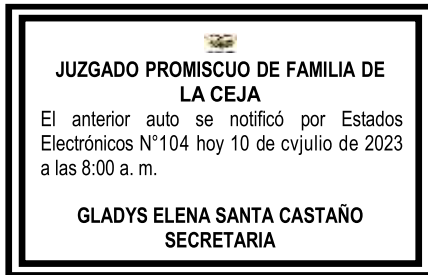 JUZGADO PROMISCUO DE FAMILIA DE
LA CEJA
El anterior auto se notificó por Estados
Electrónicos N°104 hoy 10 de cvjulio de 2023
a las 8:00 a. m.
GLADYS ELENA SANTA CASTAÑO
SECRETARIA